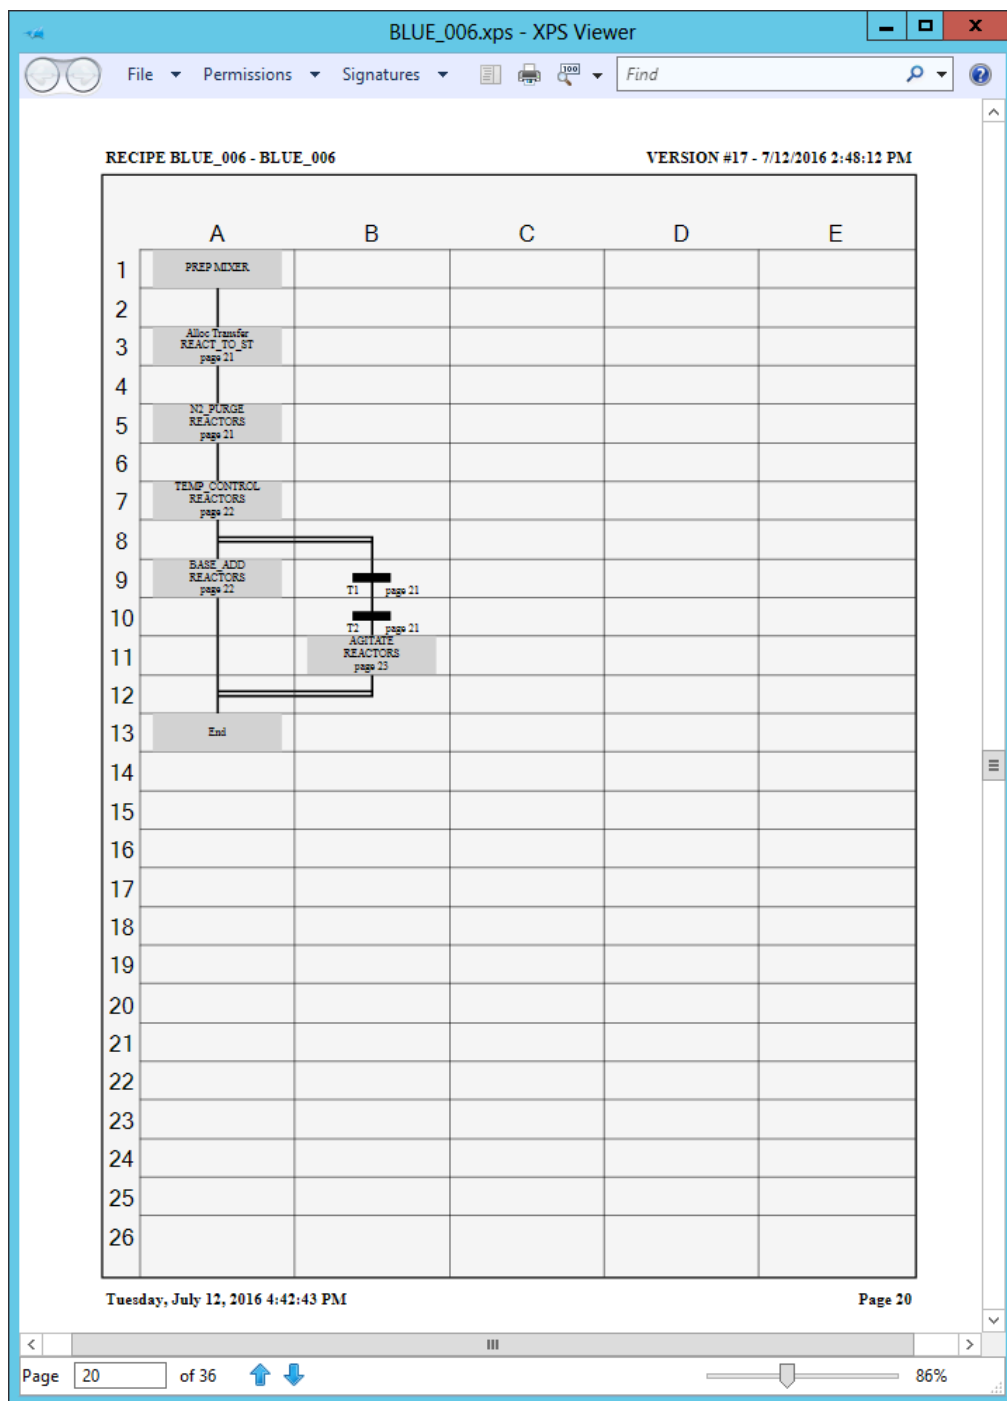 BLUE_006.xps - XPS Viewer
File Permissions Signatures 100 Find
RECIPE BLUE_006 - BLUE_006 VERSION #17 - 7/12/2016 2:48:12 PM
A B C D E
1 PREP MIXER
2
3 Alloc Transfer
REACT_TO_ST
page 21
4
5 N2_PURGE
REACTORS
page 21
6
7 TEMP_CONTROL
REACTORS
page 22
8
9 BASE_ADD
REACTORS
page 22
T1 page 21
10
T2 page 21
11 AGITATE
REACTORS
page 23
12
13 End
14
15
16
17
18
19
20
21
22
23
24
25
26
Tuesday, July 12, 2016 4:42:43 PM Page 20
Page 20 of 36 86%